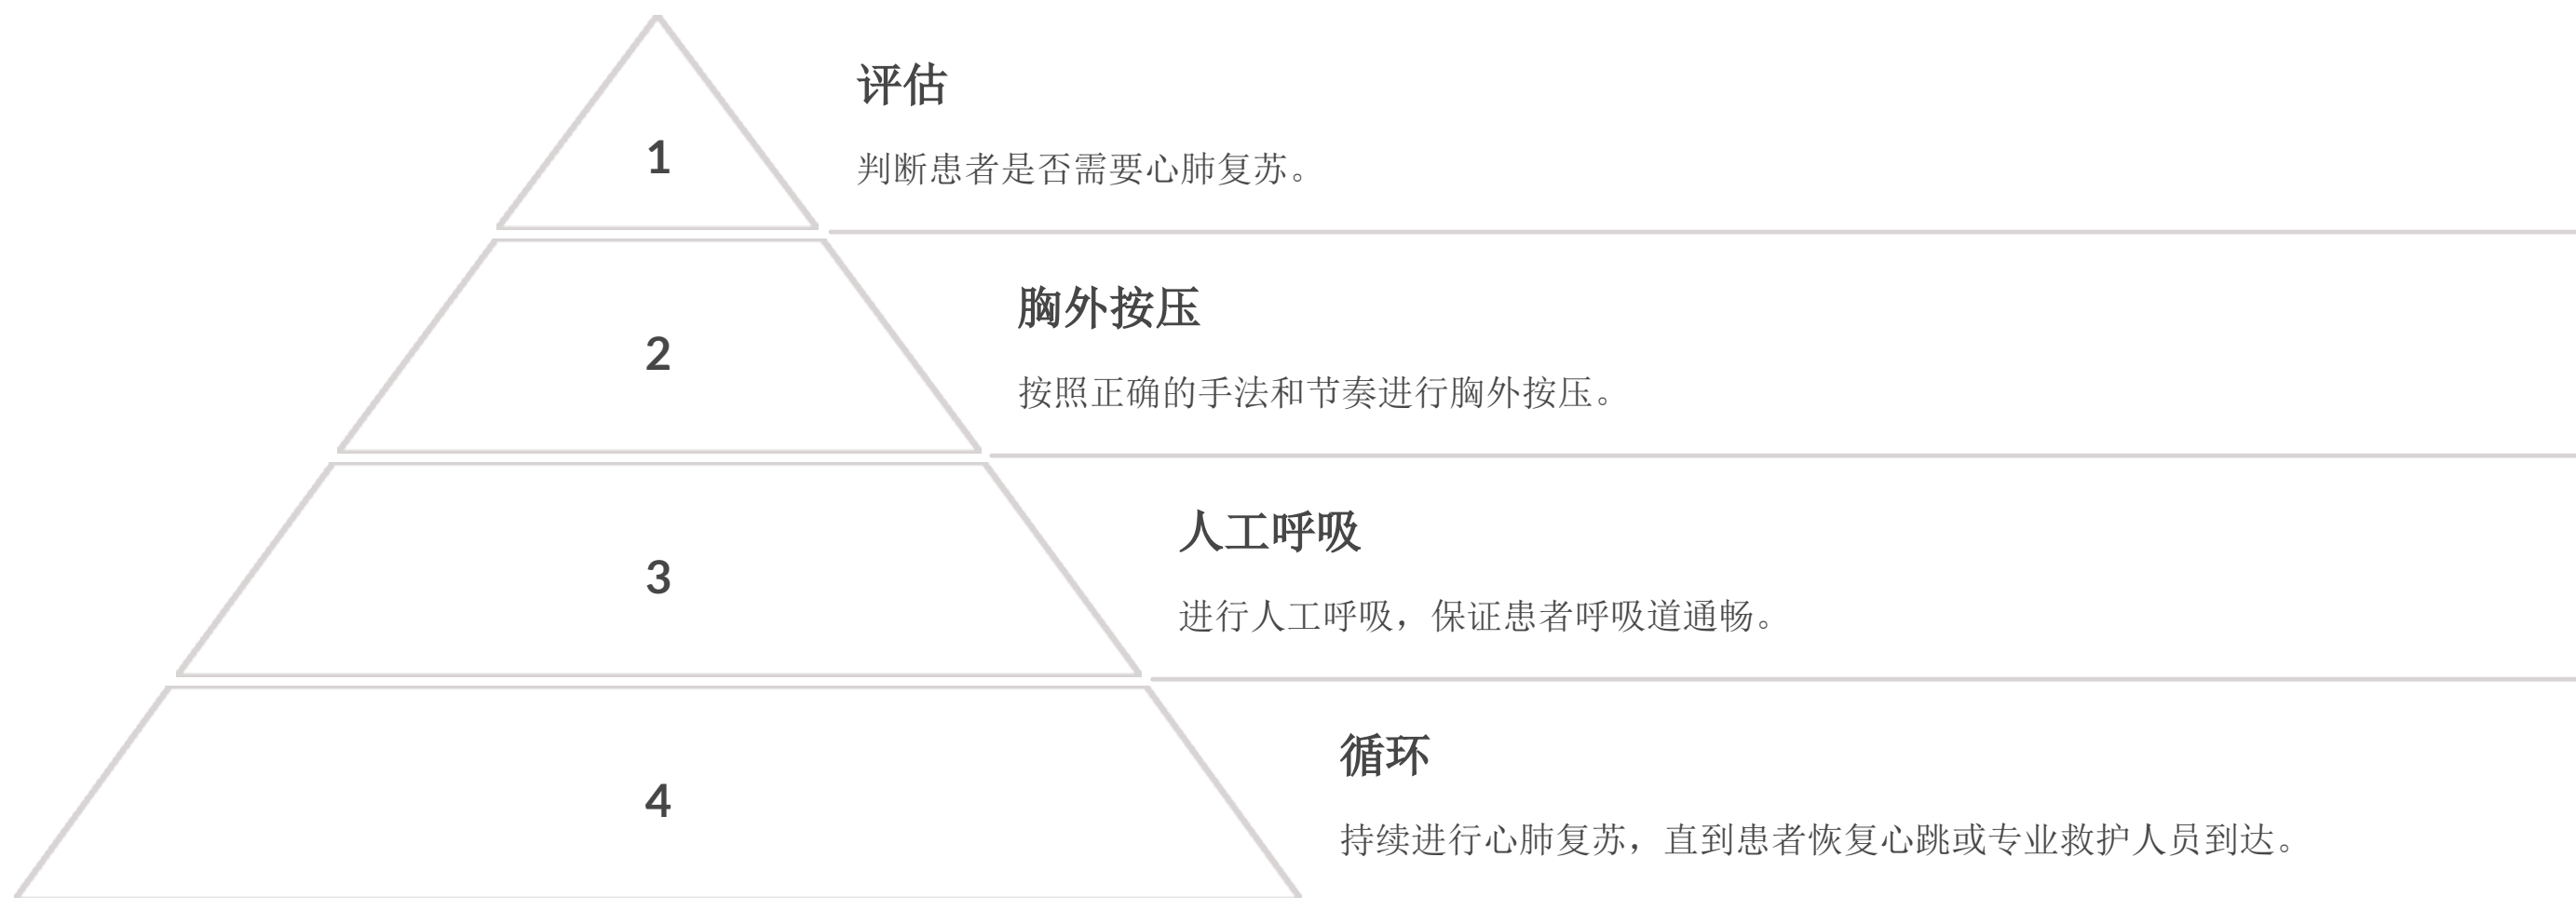 评估
1
判断患者是否需要心肺复苏。
胸外按压
2
按照正确的手法和节奏进行胸外按压。
人工呼吸
3
进行人工呼吸，保证患者呼吸道通畅。
循环
4
持续进行心肺复苏，直到患者恢复心跳或专业救护人员到达。